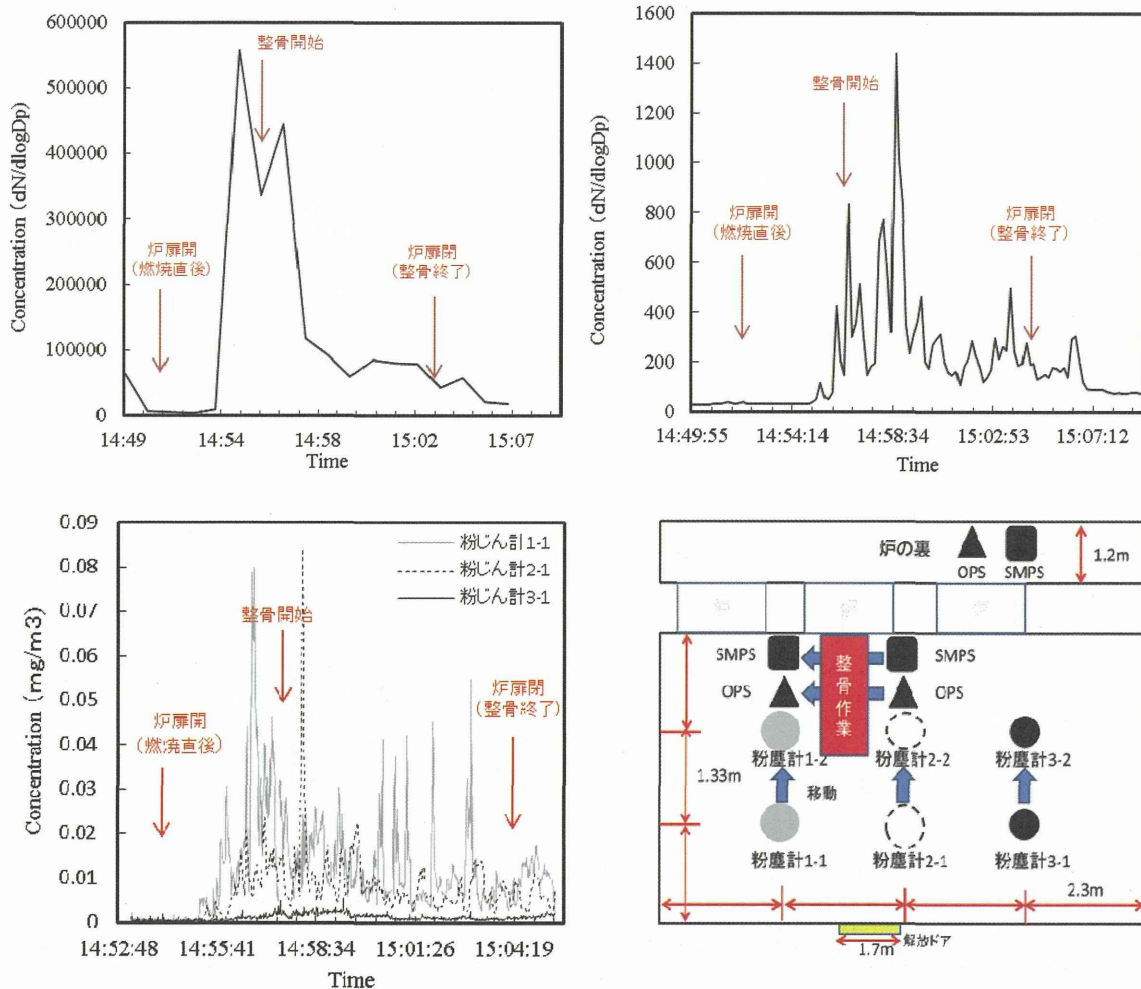 600000
500000
400000
300000
200000
100000
0
Concentration (dN/dlogDp)
整骨開始
炉扉開
(燃焼直後)
炉扉閉
(整骨終了)
14:49 14:54 14:58 15:02 15:07
Time
1600
1400
1200
1000
800
600
400
200
0
Concentration (dN/dlogDp)
整骨開始
炉扉開
(燃焼直後)
炉扉閉
(整骨終了)
14:49:55 14:54:14 14:58:34 15:02:53 15:07:12
Time
0.09
0.08
0.07
0.06
0.05
0.04
0.03
0.02
0.01
0
Concentration (mg/m3)
粉じん計1-1
粉じん計2-1
粉じん計3-1
整骨開始
炉扉開
(燃焼直後)
炉扉閉
(整骨終了)
14:52:48 14:55:41 14:58:34 15:01:26 15:04:19
Time
炉の裏
OPS SMPS
1.2m
SMPS
整骨作業
SMPS
OPS
OPS
粉塵計1-2 粉塵計2-2 粉塵計3-2
1.33m
移動
粉塵計1-1 粉塵計2-1 粉塵計3-1
2.3m
1.7m
解放ドア